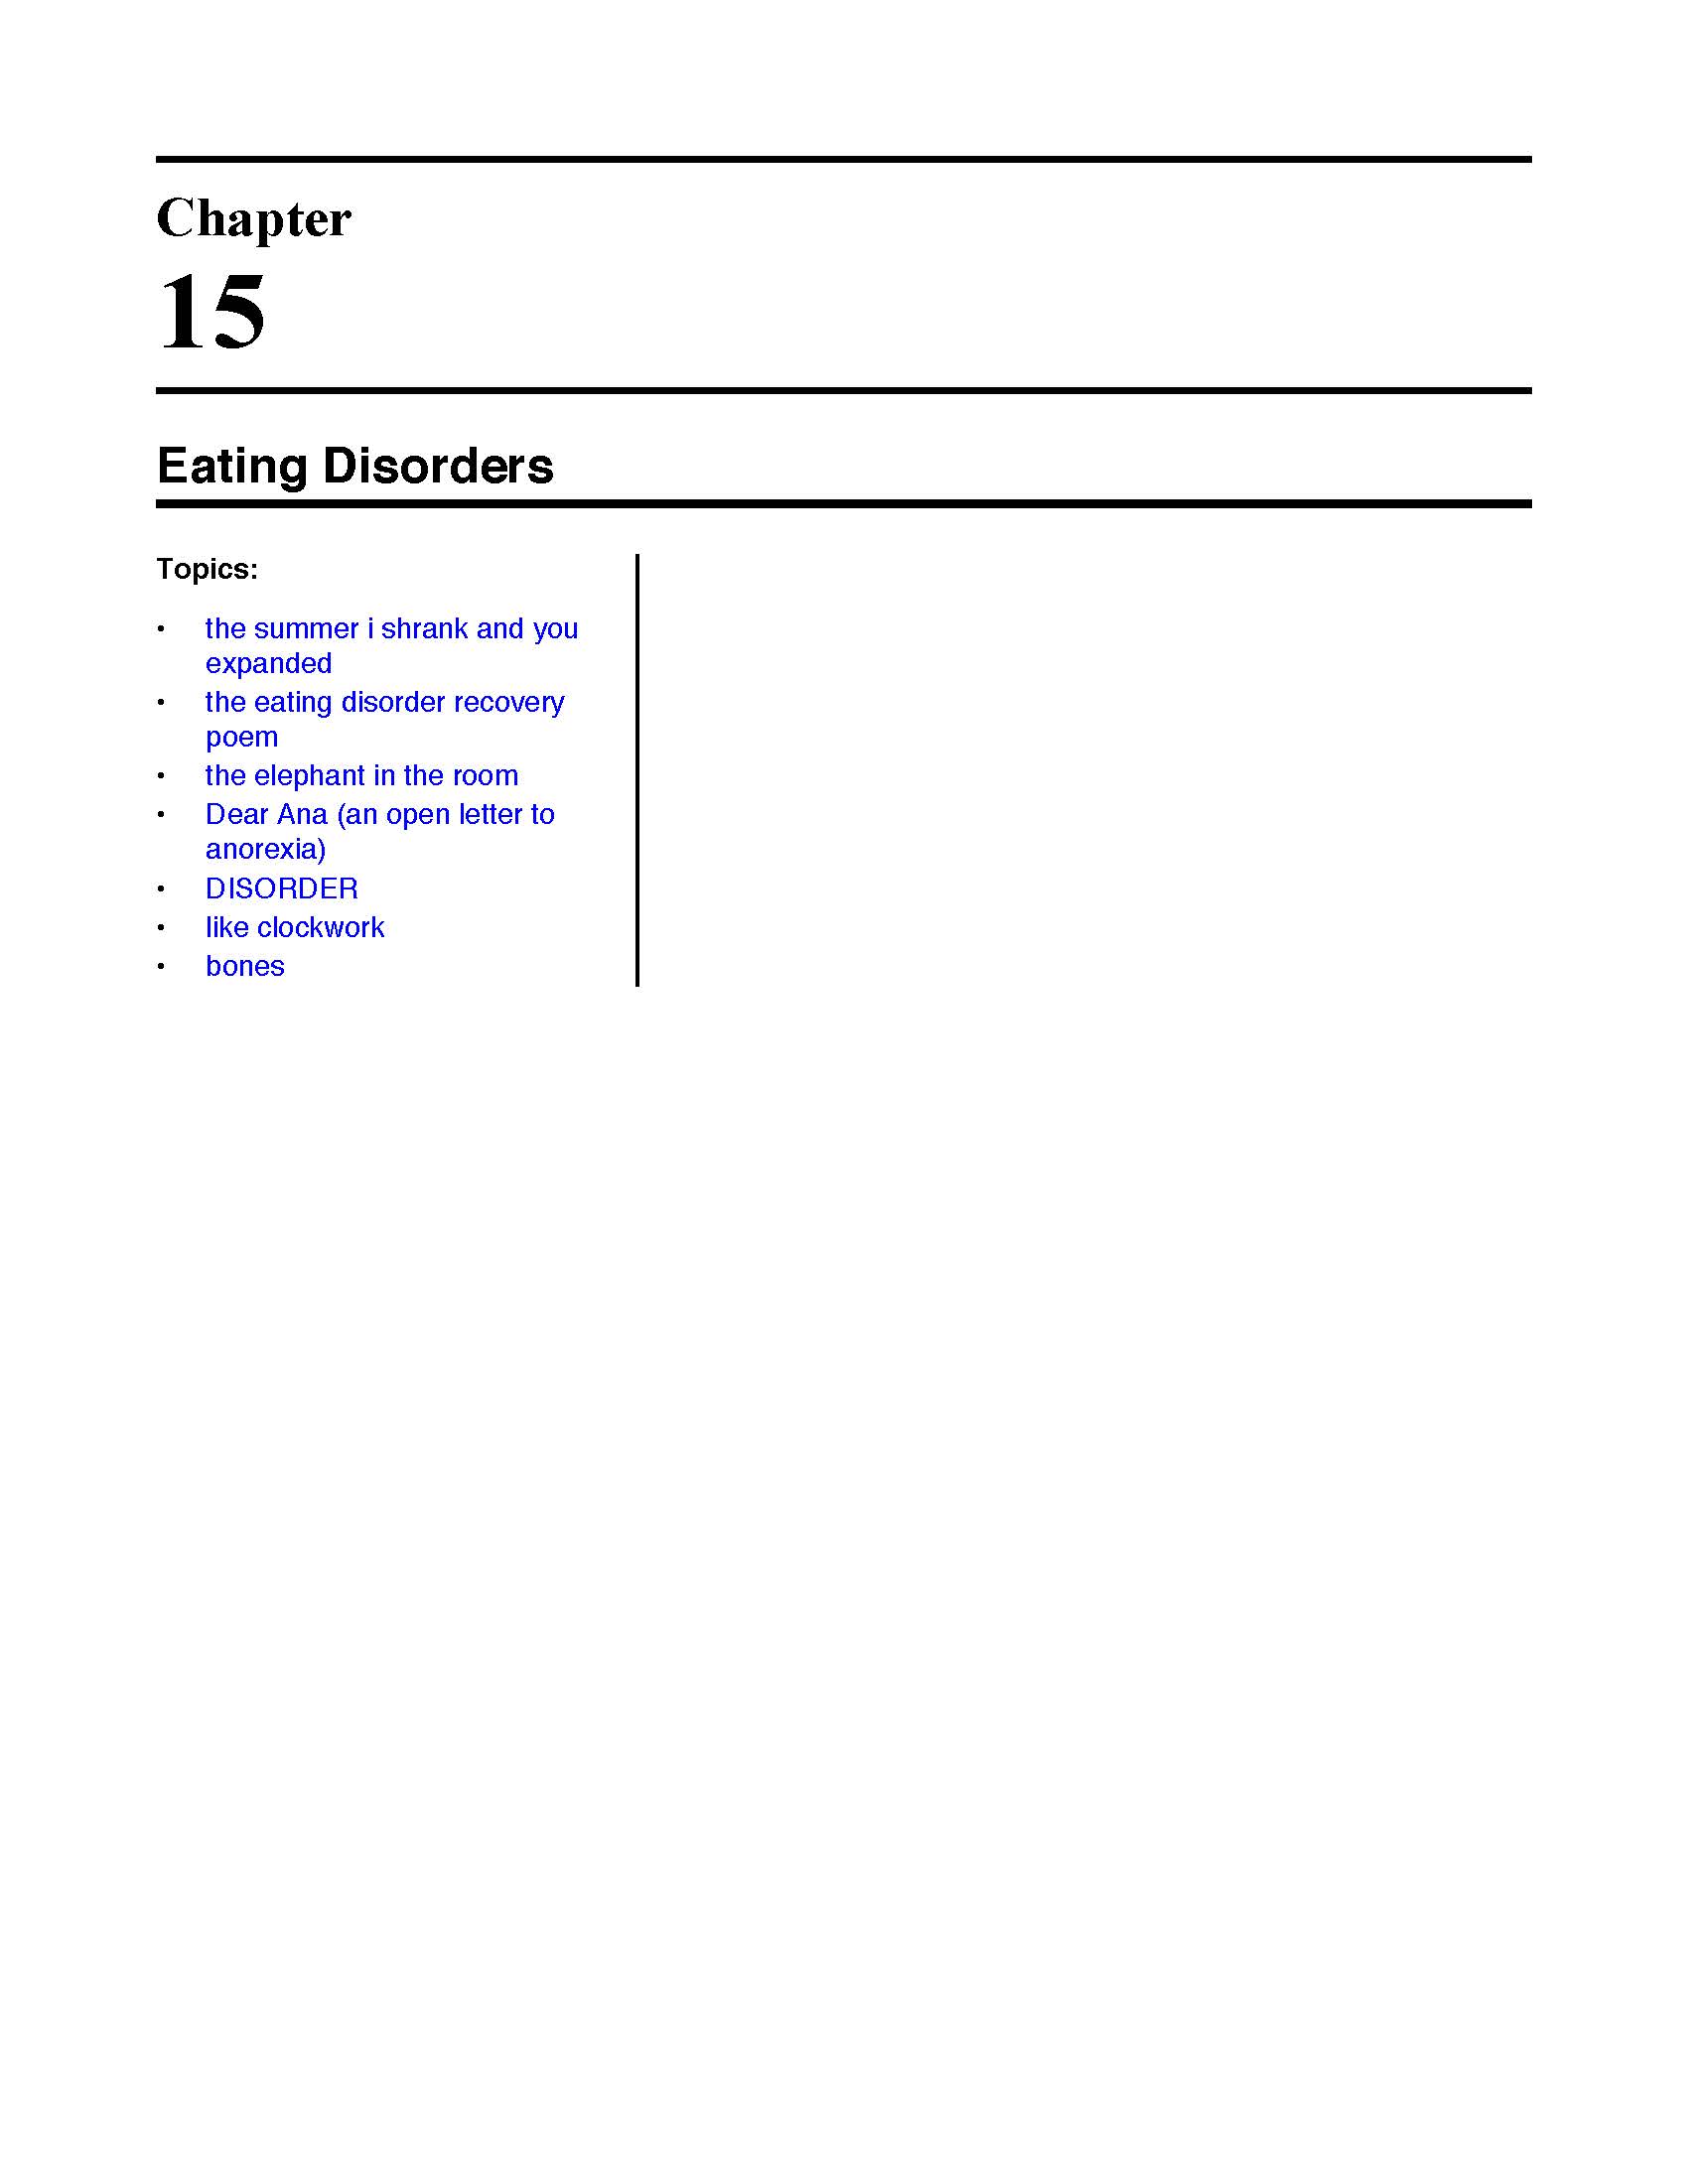 Chapter
15
Eating Disorders
Topics:
• the summer i shrank and you
expanded
• the eating disorder recovery
poem
• the elephant in the room
• Dear Ana (an open letter to
anorexia)
• DISORDER
• like clockwork
• bones